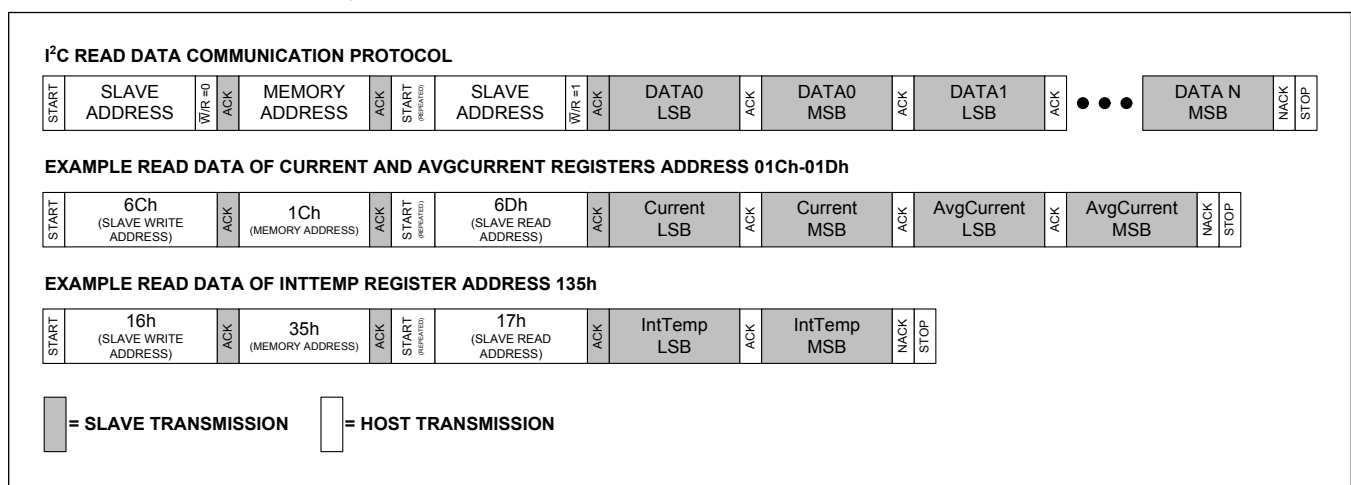 I²C READ DATA COMMUNICATION PROTOCOL
START SLAVE ADDRESS W̅/R =0 ACK MEMORY ADDRESS ACK START (REPEATED) SLAVE ADDRESS W̅/R =1 ACK DATA0 LSB ACK DATA0 MSB ACK DATA1 LSB ACK ●●● DATA N MSB NACK STOP
EXAMPLE READ DATA OF CURRENT AND AVGCURRENT REGISTERS ADDRESS 01Ch-01Dh
START 6Ch (SLAVE WRITE ADDRESS) ACK 1Ch (MEMORY ADDRESS) ACK START (REPEATED) 6Dh (SLAVE READ ADDRESS) ACK Current LSB ACK Current MSB ACK AvgCurrent LSB ACK AvgCurrent MSB NACK STOP
EXAMPLE READ DATA OF INTTEMP REGISTER ADDRESS 135h
START 16h (SLAVE WRITE ADDRESS) ACK 35h (MEMORY ADDRESS) ACK START (REPEATED) 17h (SLAVE READ ADDRESS) ACK IntTemp LSB ACK IntTemp MSB NACK STOP
= SLAVE TRANSMISSION = HOST TRANSMISSION